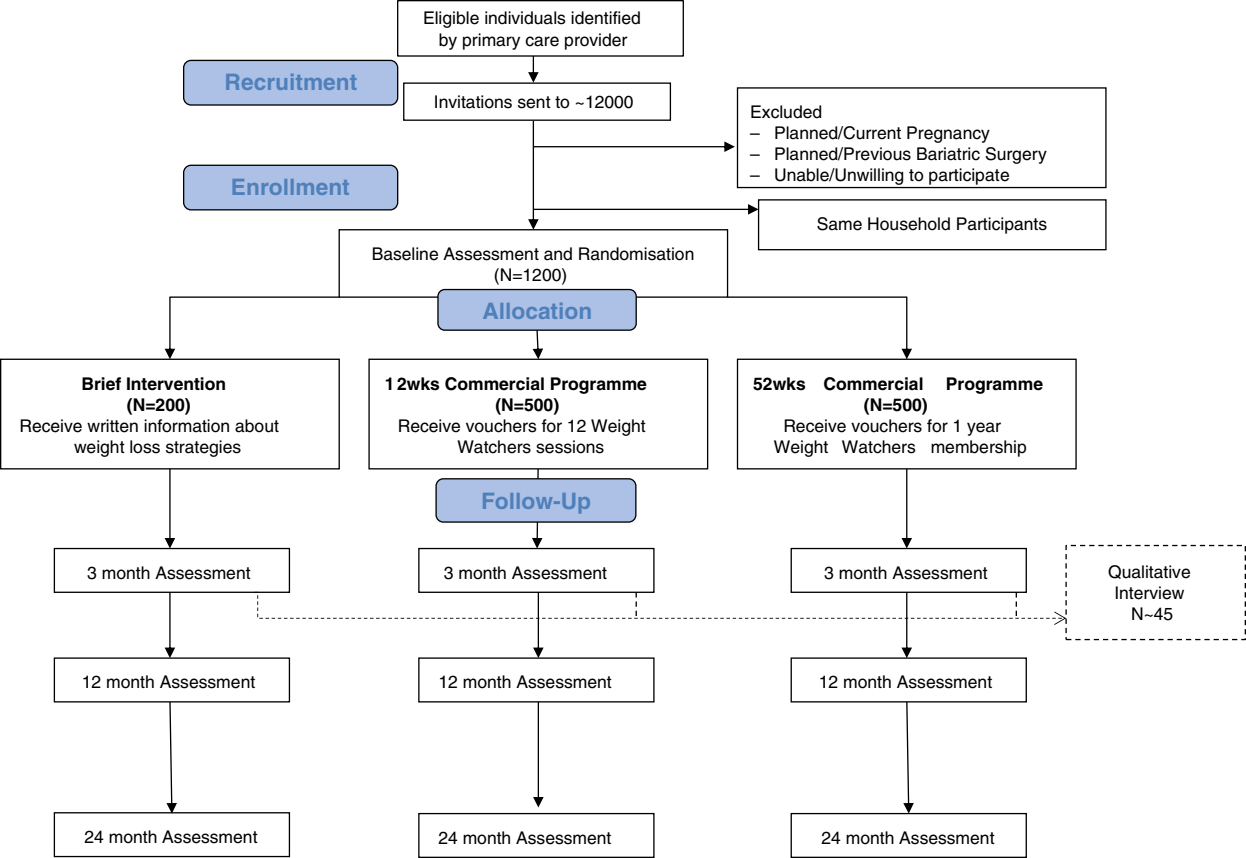 Eligible individuals identified
by primary care provider
Recruitment
Invitations sent to ~12000
Excluded
– Planned/Current Pregnancy
– Planned/Previous Bariatric Surgery
– Unable/Unwilling to participate
Enrollment
Same Household Participants
Baseline Assessment and Randomisation
(N=1200)
Allocation
Brief Intervention
(N=200)
Receive written information about
weight loss strategies
12wks Commercial Programme
(N=500)
Receive vouchers for 12 Weight
Watchers sessions
52wks Commercial Programme
(N=500)
Receive vouchers for 1 year
Weight Watchers membership
Follow-Up
3 month Assessment
3 month Assessment
3 month Assessment
Qualitative
Interview
N~45
12 month Assessment
12 month Assessment
12 month Assessment
24 month Assessment
24 month Assessment
24 month Assessment